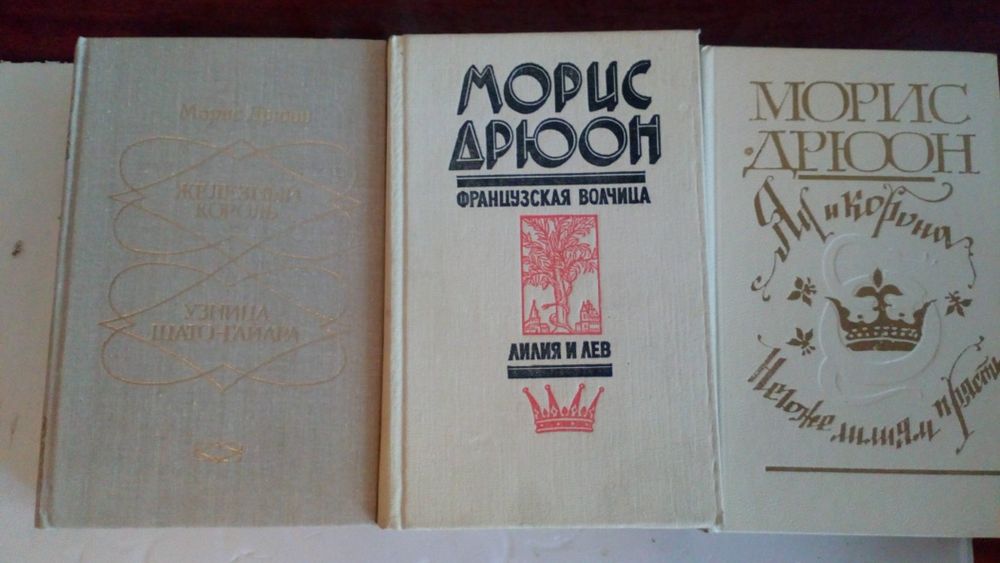 Морис Дрюон
ЖЕЛЕЗНЫЙ
КОРОЛЬ
УЗНИЦА
ШАТО-ГАЙАРА
МОРИС
ДРЮОН
ФРАНЦУЗСКАЯ ВОЛЧИЦА
ЛИЛИЯ И ЛЕВ
МОРИС
ДРЮОН
Яд и корона
Негоже лилиям прясть